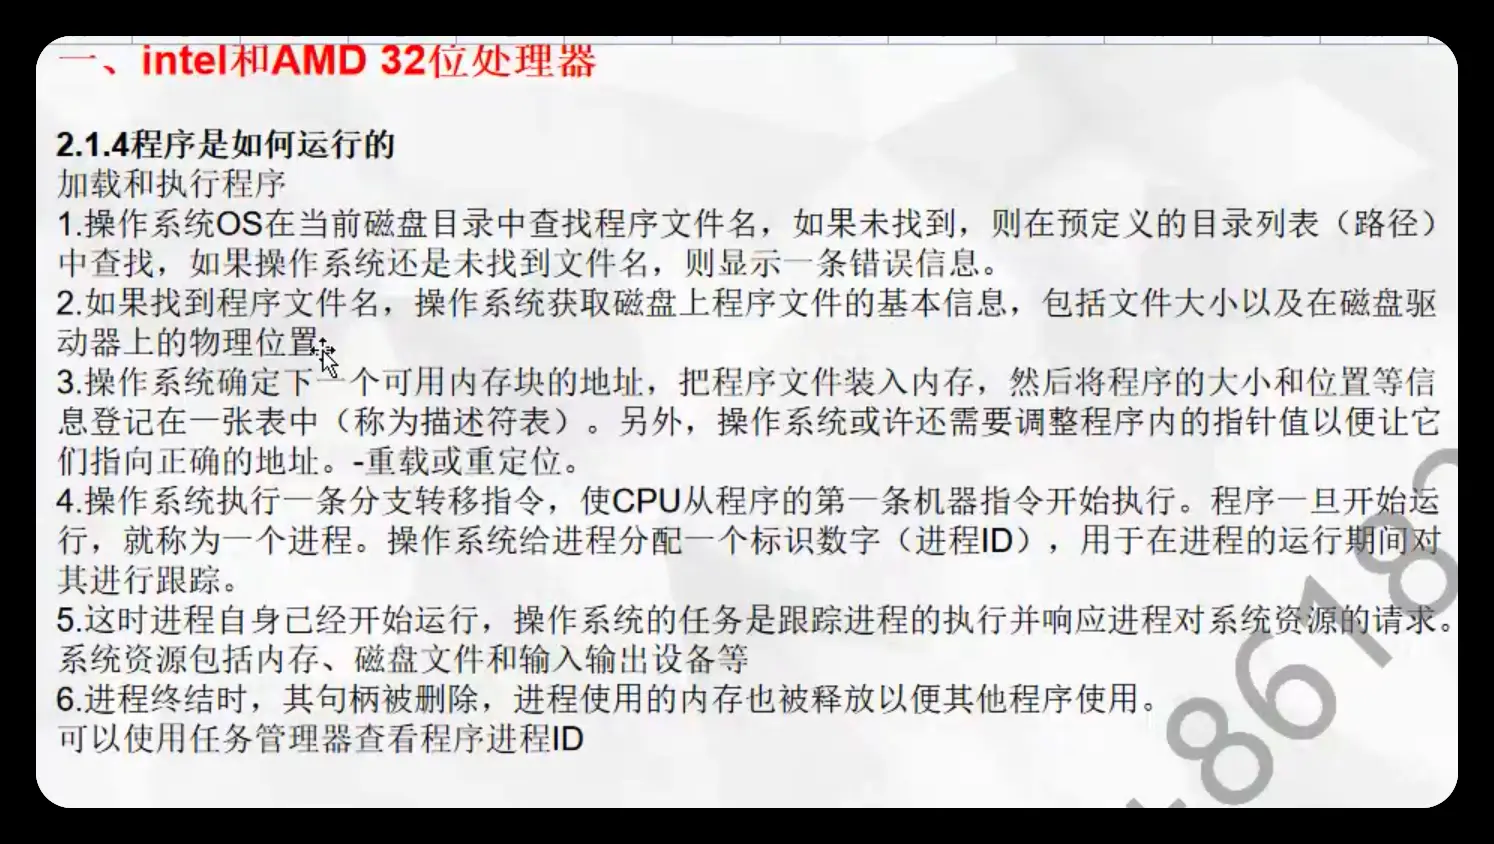 一、intel和AMD 32位处理器
2.1.4程序是如何运行的
加载和执行程序
1.操作系统OS在当前磁盘目录中查找程序文件名，如果未找到，则在预定义的目录列表（路径）
中查找，如果操作系统还是未找到文件名，则显示一条错误信息。
2.如果找到程序文件名，操作系统获取磁盘上程序文件的基本信息，包括文件大小以及在磁盘驱
动器上的物理位置。
3.操作系统确定下一个可用内存块的地址，把程序文件装入内存，然后将程序的大小和位置等信
息登记在一张表中（称为描述符表）。另外，操作系统或许还需要调整程序内的指针值以便让它
们指向正确的地址。-重载或重定位。
4.操作系统执行一条分支转移指令，使CPU从程序的第一条机器指令开始执行。程序一旦开始运
行，就称为一个进程。操作系统给进程分配一个标识数字（进程ID），用于在进程的运行期间对
其进行跟踪。
5.这时进程自身已经开始运行，操作系统的任务是跟踪进程的执行并响应进程对系统资源的请求。
系统资源包括内存、磁盘文件和输入输出设备等
6.进程终结时，其句柄被删除，进程使用的内存也被释放以便其他程序使用。
可以使用任务管理器查看程序进程ID
8618